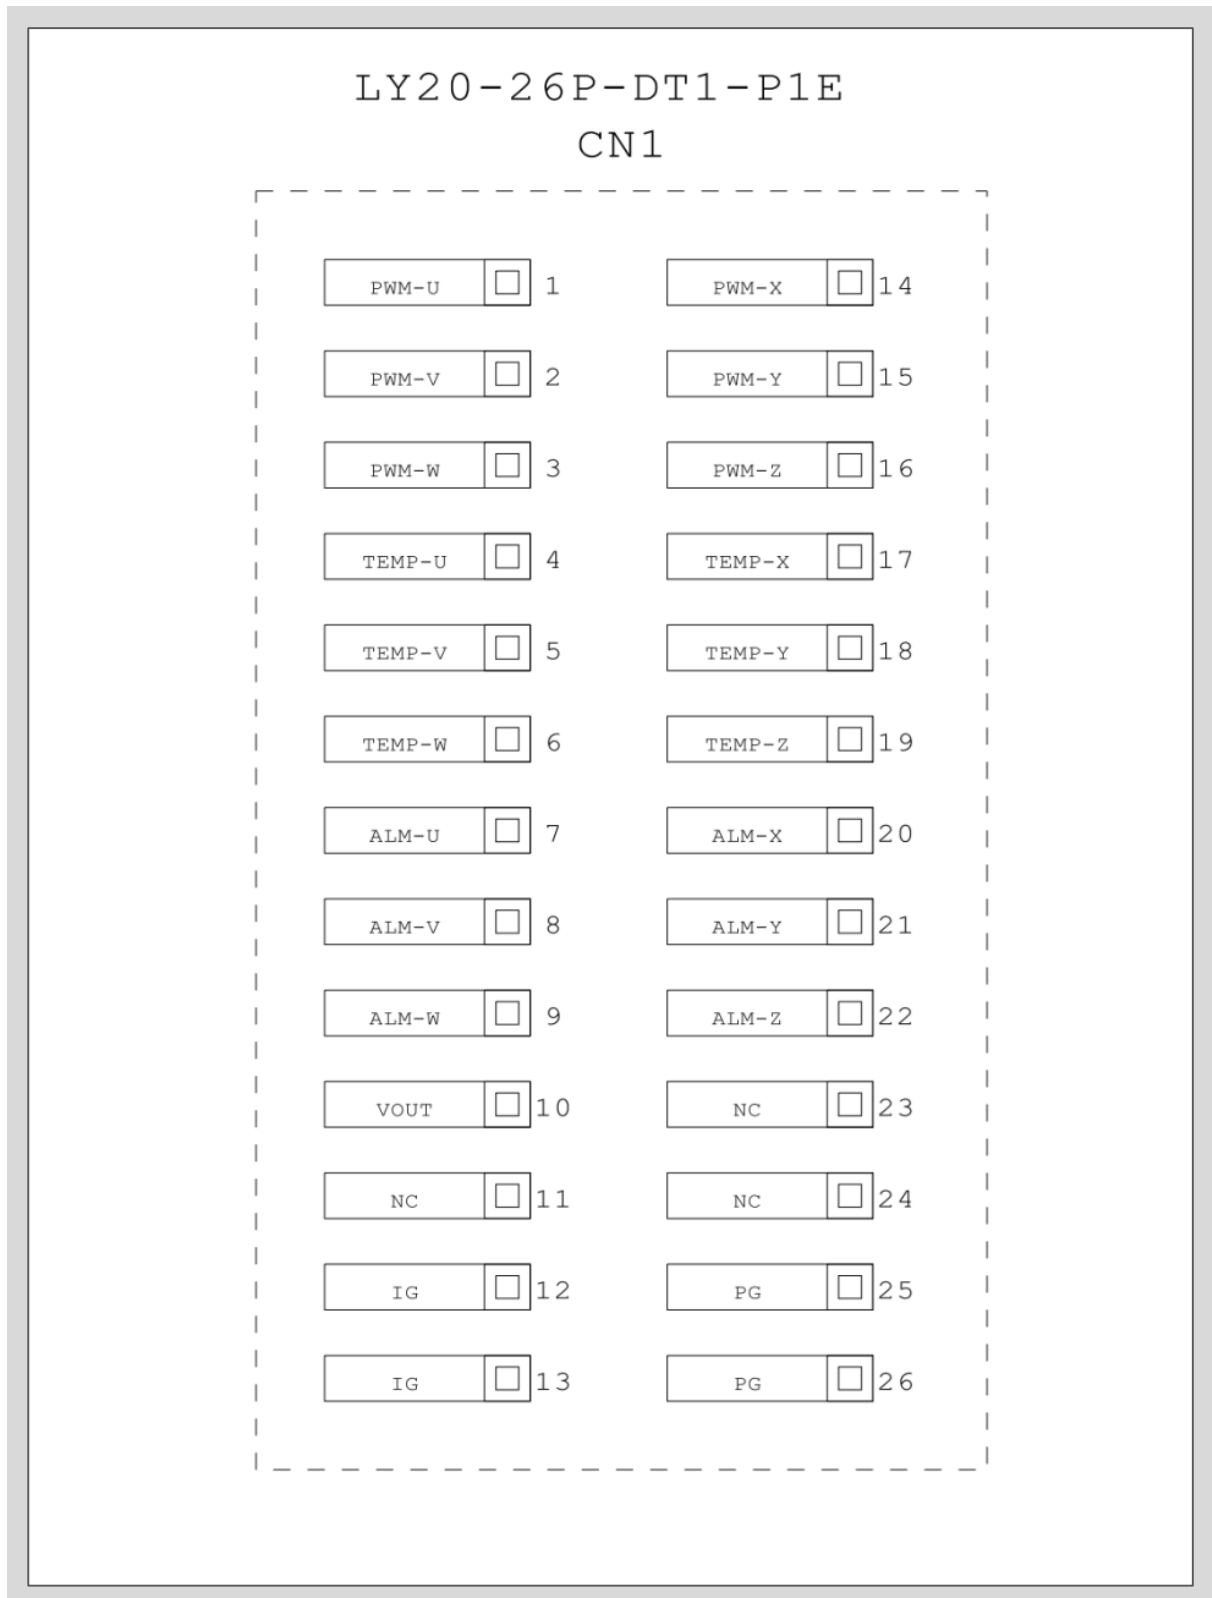 LY20-26P-DT1-P1E
CN1
PWM-U 1 PWM-X 14
PWM-V 2 PWM-Y 15
PWM-W 3 PWM-Z 16
TEMP-U 4 TEMP-X 17
TEMP-V 5 TEMP-Y 18
TEMP-W 6 TEMP-Z 19
ALM-U 7 ALM-X 20
ALM-V 8 ALM-Y 21
ALM-W 9 ALM-Z 22
VOUT 10 NC 23
NC 11 NC 24
IG 12 PG 25
IG 13 PG 26